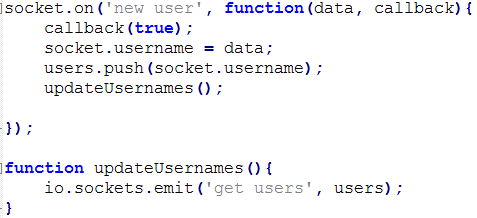 socket.on('new user', function(data, callback){
    callback(true);
    socket.username = data;
    users.push(socket.username);
    updateUsernames();

});

function updateUsernames(){
    io.sockets.emit('get users', users);
}